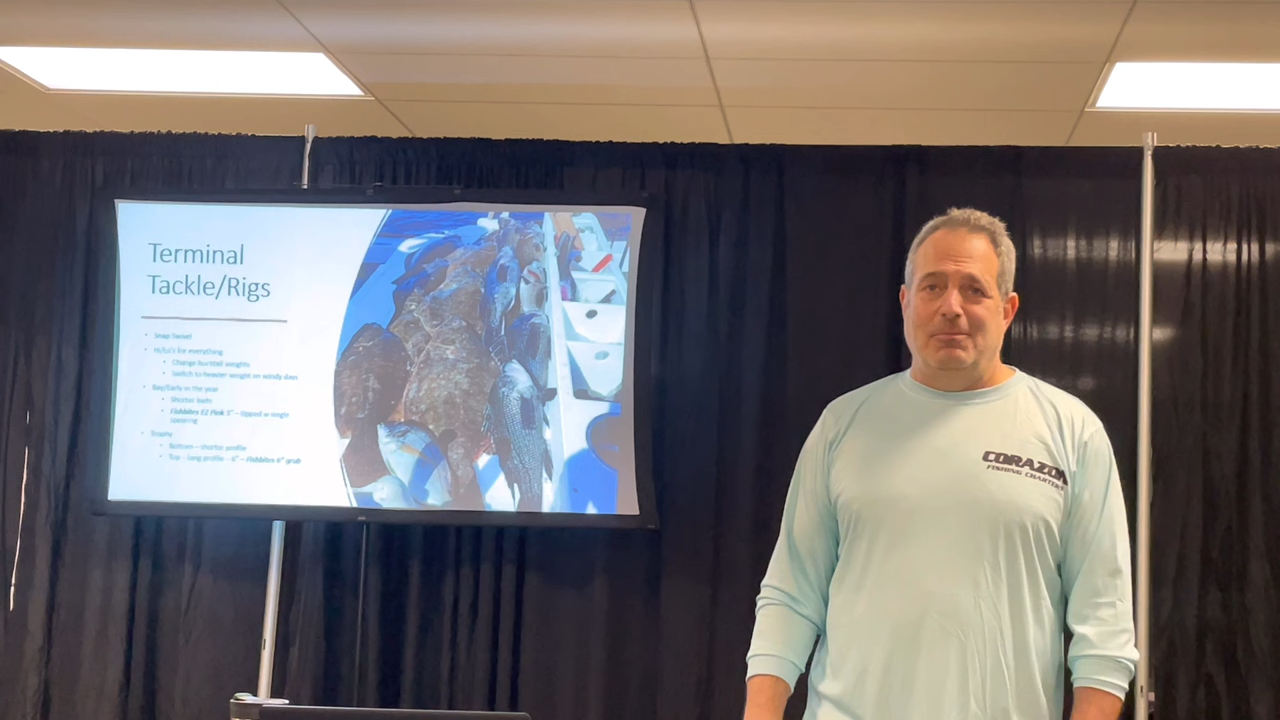 Terminal
Tackle/Rigs
Snap Swivel
Hi/Lo's for everything
Change bucktail weights
Switch to heavier weight on windy days
Bay/Early in the year
Shorter baits
Fishbites EZ Pink 5" – tipped w single
spearing
Trophy
Bottom – shorter profile
Top – long profile – 6" – Fishbites 6" grub
CORAZON
FISHING CHARTERS